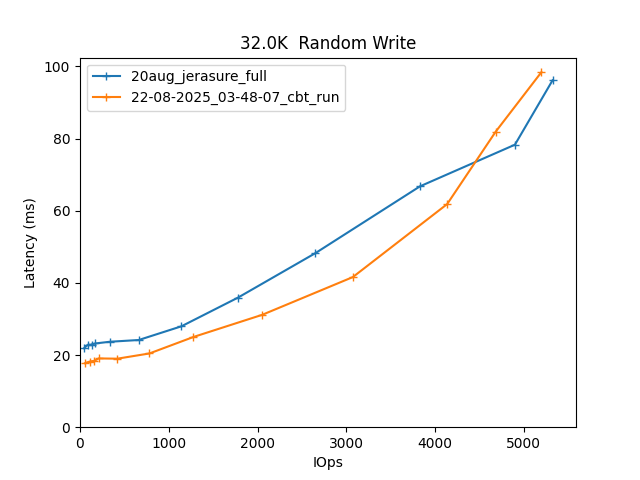 32.0K  Random Write
20aug_jerasure_full
22-08-2025_03-48-07_cbt_run
Latency (ms)
100
80
60
40
20
0
0 1000 2000 3000 4000 5000
IOps